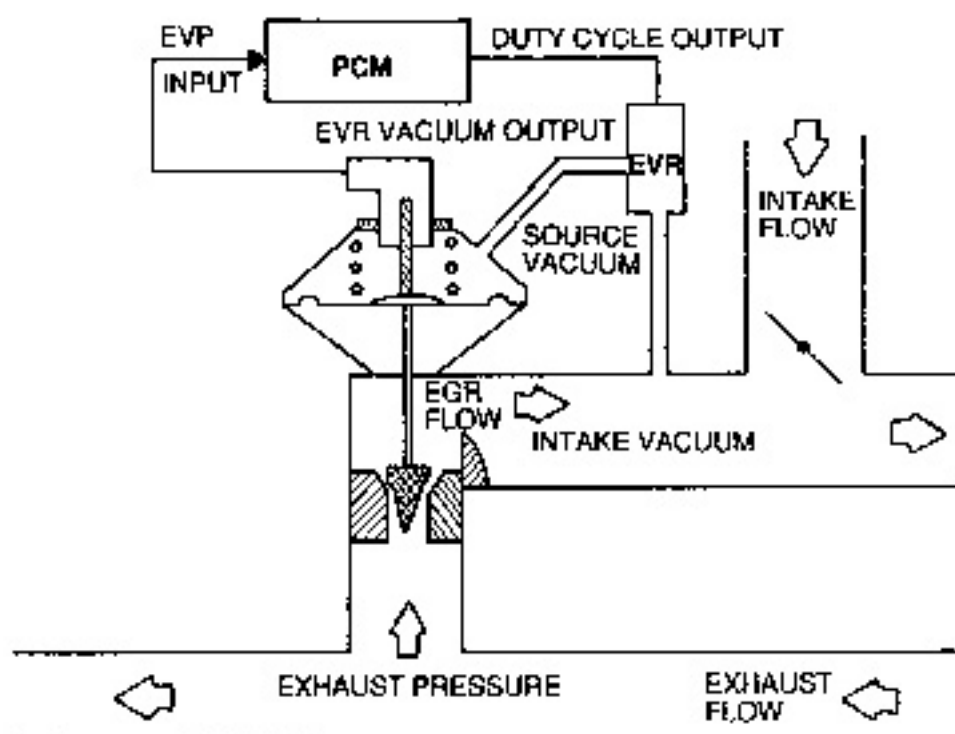 EVP
INPUT
PCM
DUTY CYCLE OUTPUT
EVR VACUUM OUTPUT
EVR
INTAKE
FLOW
SOURCE
VACUUM
EGR
FLOW
INTAKE VACUUM
EXHAUST PRESSURE
EXHAUST
FLOW